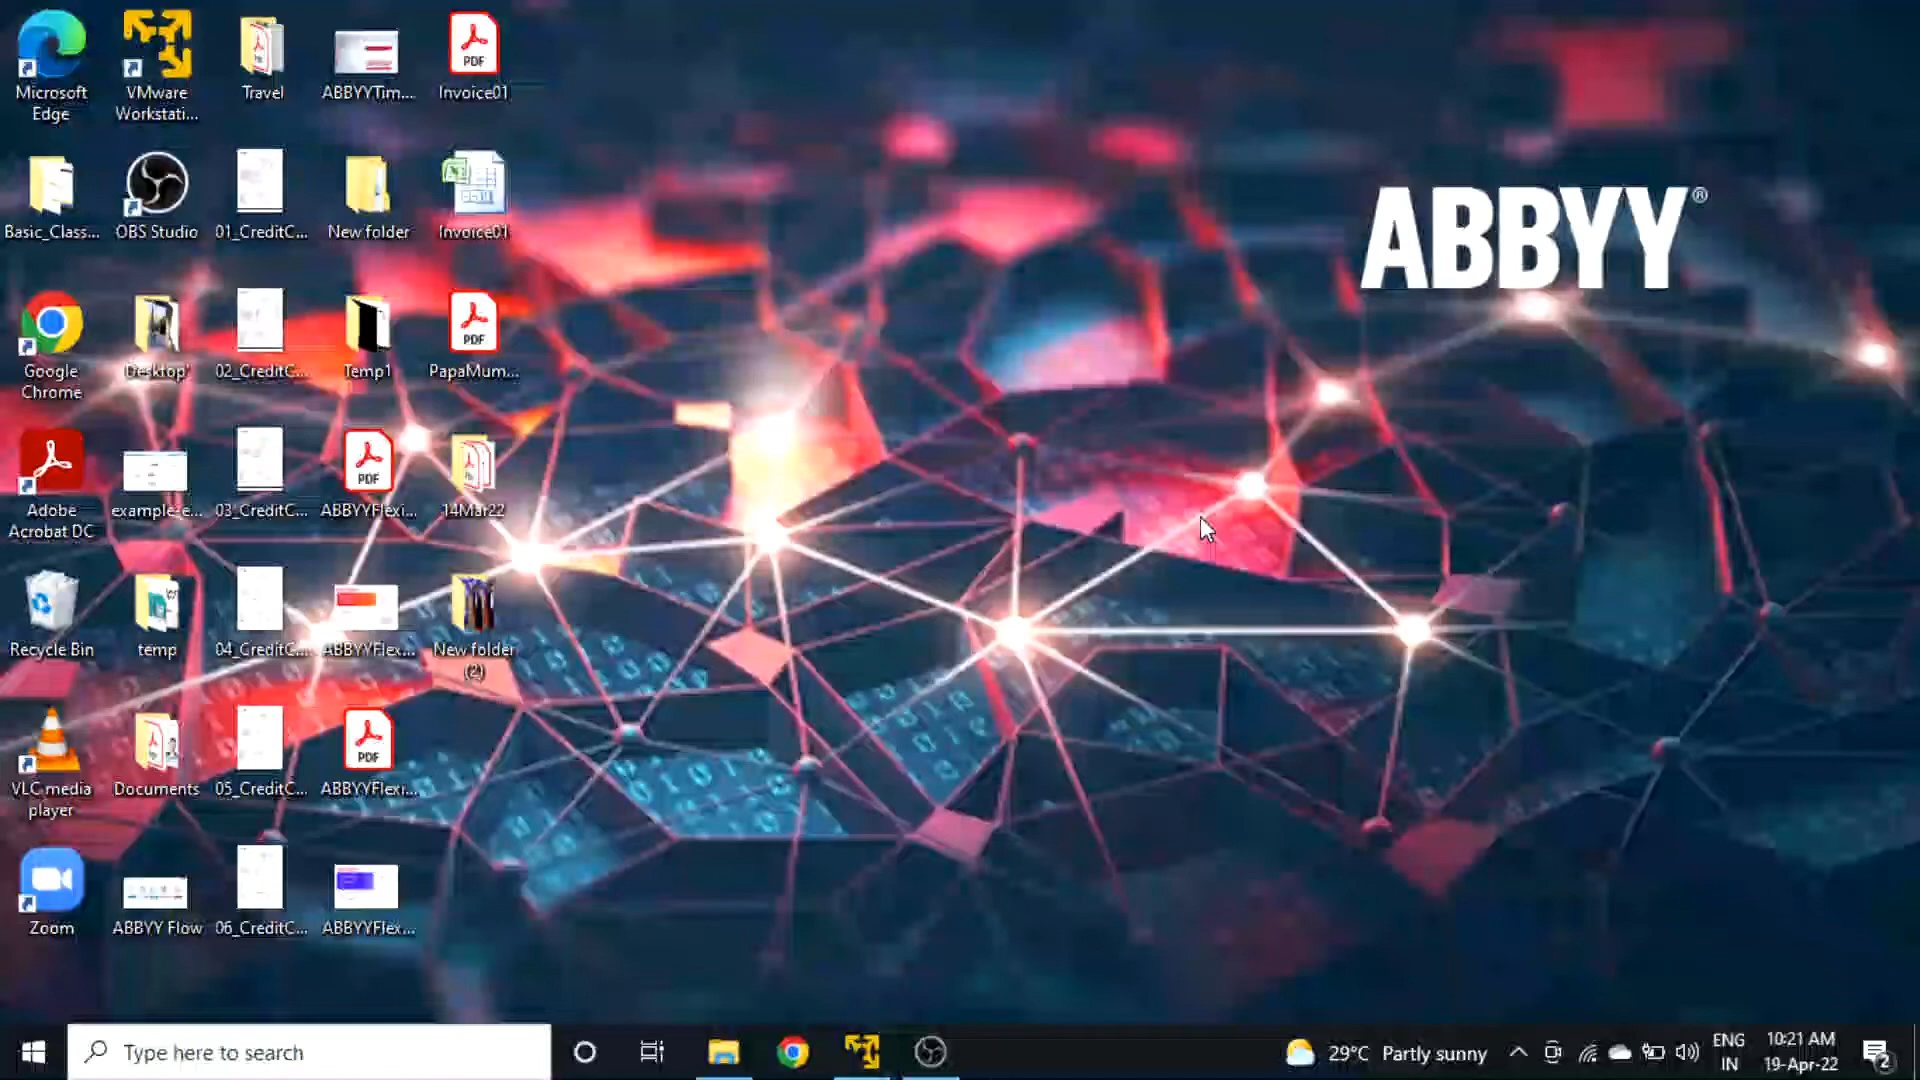 Microsoft
Edge
VMware
Workstati...
Travel
ABBYYTim...
PDF
Invoice01
Basic_Class...
OBS Studio
01_CreditC...
New folder
Invoice01
Google
Chrome
Desktop'
02_CreditC...
Temp1
PDF
PapaMum...
Adobe
Acrobat DC
example-e...
03_CreditC...
PDF
ABBYYFlexi...
14Mar22
Recycle Bin
temp
04_CreditC...
ABBYYFlex...
New folder
(2)
VLC media
player
Documents
05_CreditC...
PDF
ABBYYFlexi...
Zoom
ABBYY Flow
06_CreditC...
ABBYYFlex...
ABBYY®
Type here to search
29°C Partly sunny
ENG
IN
10:21 AM
19-Apr-22
2